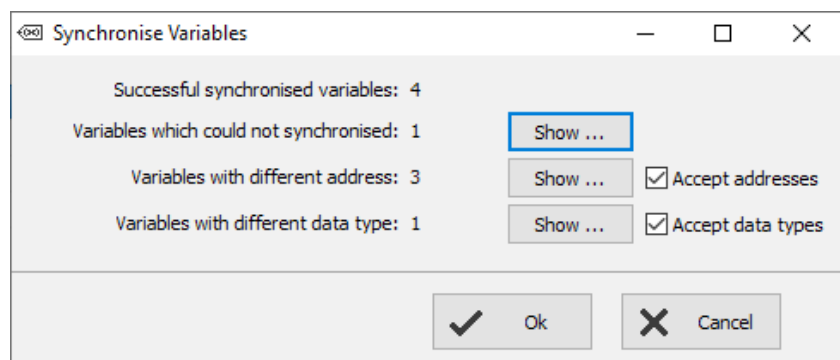 Synchronise Variables
Successful synchronised variables: 4
Variables which could not synchronised: 1 Show ...
Variables with different address: 3 Show ... Accept addresses
Variables with different data type: 1 Show ... Accept data types
Ok Cancel